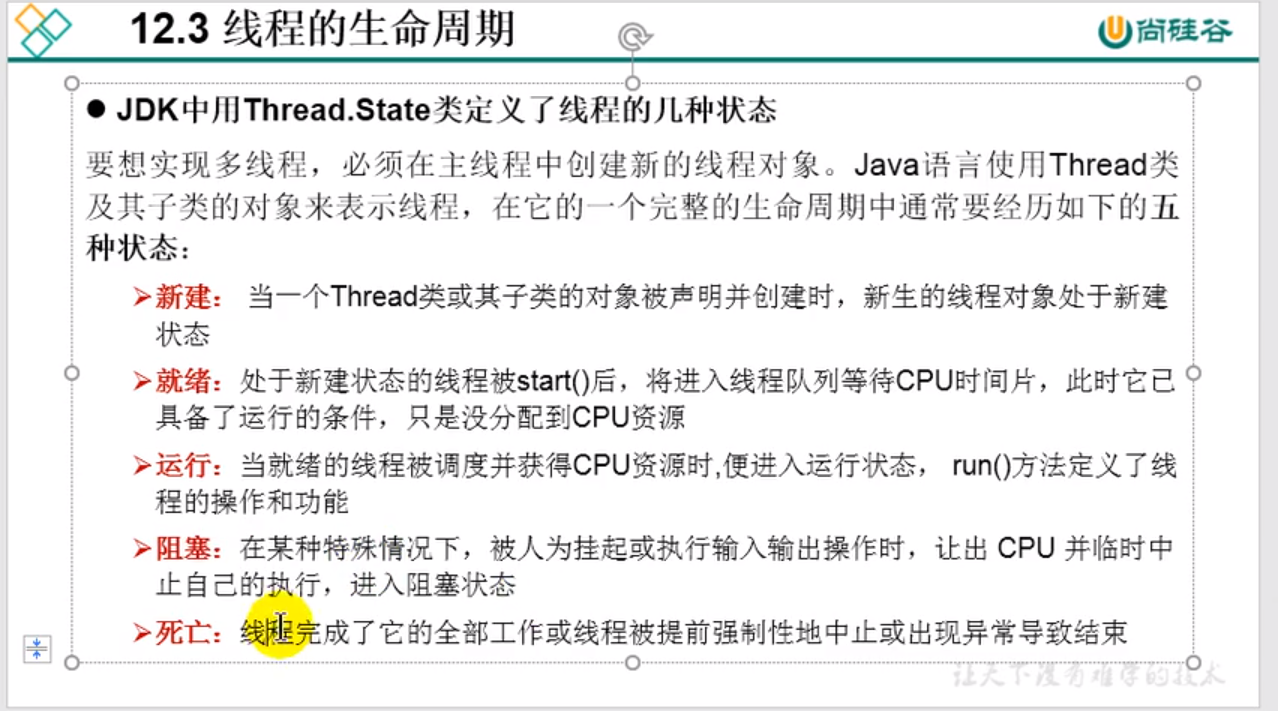 12.3 线程的生命周期
尚硅谷
JDK中用Thread.State类定义了线程的几种状态
要想实现多线程，必须在主线程中创建新的线程对象。Java语言使用Thread类
及其子类的对象来表示线程，在它的一个完整的生命周期中通常要经历如下的五
种状态：
新建： 当一个Thread类或其子类的对象被声明并创建时，新生的线程对象处于新建
状态
就绪：处于新建状态的线程被start()后，将进入线程队列等待CPU时间片，此时它已
具备了运行的条件，只是没分配到CPU资源
运行：当就绪的线程被调度并获得CPU资源时,便进入运行状态， run()方法定义了线
程的操作和功能
阻塞：在某种特殊情况下，被人为挂起或执行输入输出操作时，让出 CPU 并临时中
止自己的执行，进入阻塞状态
死亡：线程完成了它的全部工作或线程被提前强制性地中止或出现异常导致结束
让天下没有难学的技术